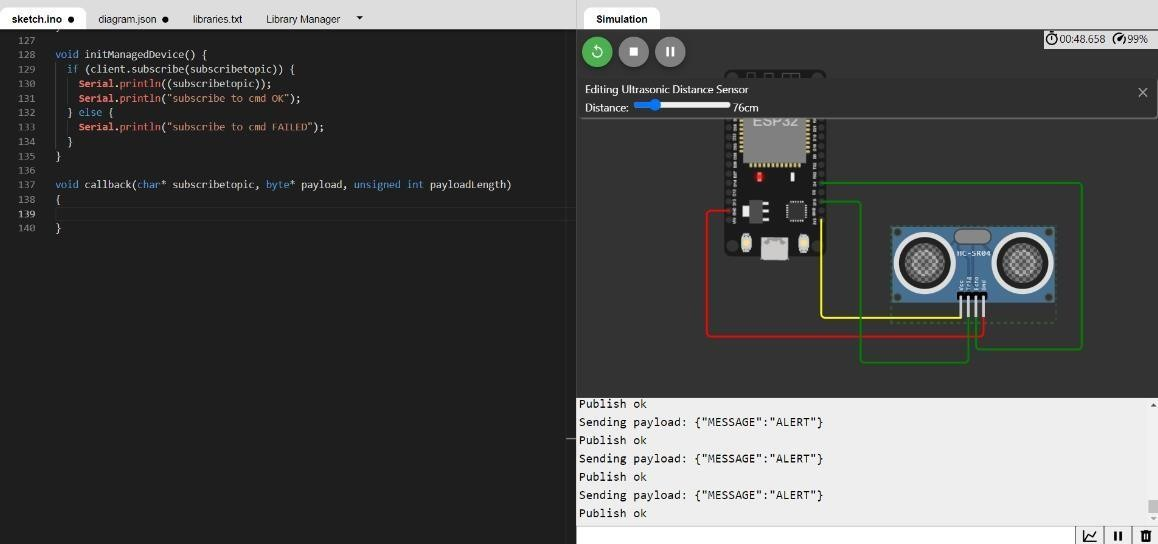 sketch.ino ● diagram.json ● libraries.txt Library Manager
127
128 void initManagedDevice() {
129 if (client.subscribe(subscribetopic)) {
130 Serial.println((subscribetopic));
131 Serial.println("subscribe to cmd OK");
132 } else {
133 Serial.println("subscribe to cmd FAILED");
134 }
135 }
136
137 void callback(char* subscribetopic, byte* payload, unsigned int payloadLength)
138 {
139
140 }
Simulation
00:48.658 99%
Editing Ultrasonic Distance Sensor
Distance: 76cm
ESP32
HC-SR04
Vcc
Trig
Echo
Gnd
Publish ok
Sending payload: {"MESSAGE":"ALERT"}
Publish ok
Sending payload: {"MESSAGE":"ALERT"}
Publish ok
Sending payload: {"MESSAGE":"ALERT"}
Publish ok